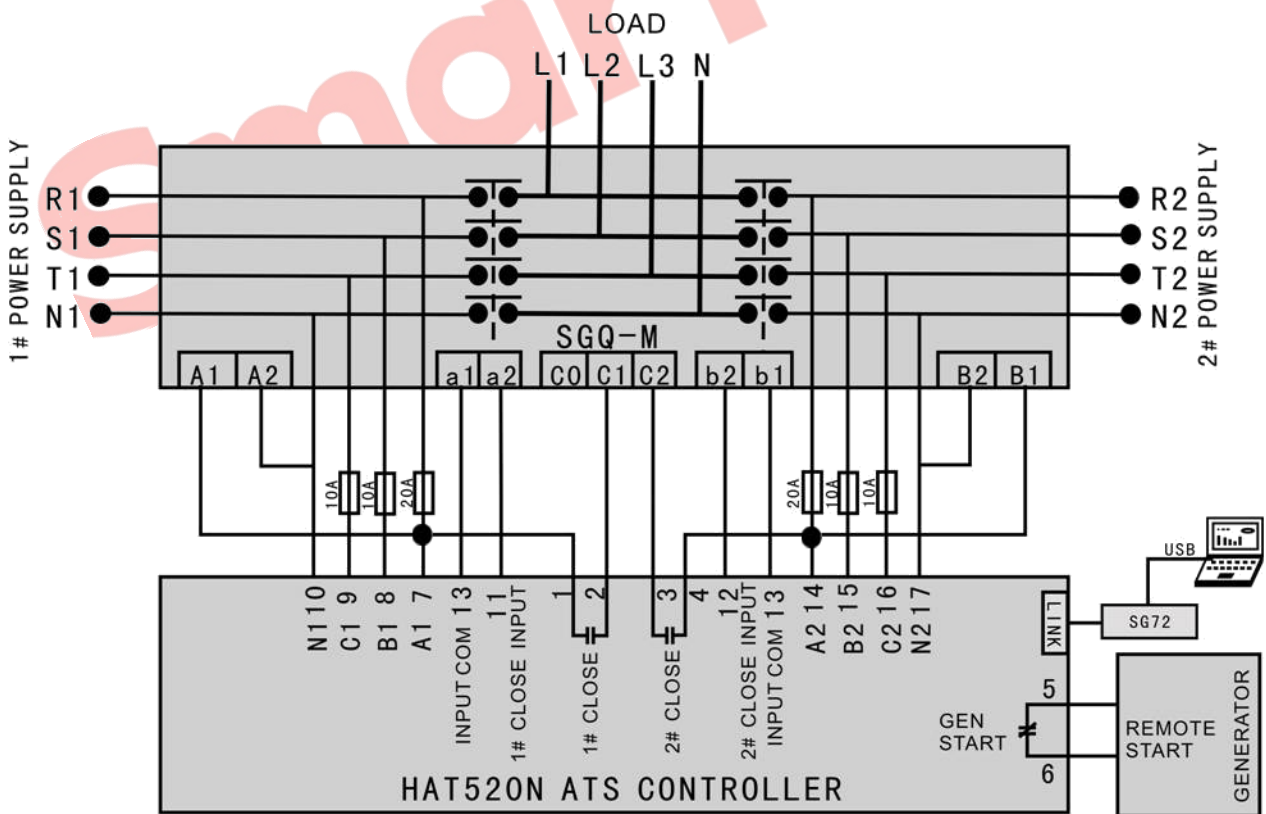 Smar
LOAD
L1 L2 L3 N
1# POWER SUPPLY
R1
S1
T1
N1
R2
S2
T2
N2
2# POWER SUPPLY
SGQ-M
A1 A2 a1 a2 C0 C1 C2 b2 b1 B2 B1
10A 10A 20A 20A 10A 10A
USB
N1 10
C1 9
B1 8
A1 7
INPUT COM 13
11
1# CLOSE INPUT
1
2
1# CLOSE
3
2# CLOSE
4
12
2# CLOSE INPUT
INPUT COM 13
A2 14
B2 15
C2 16
N2 17
LINK
SG72
5
GEN START
6
REMOTE START
GENERATOR
HAT520N ATS CONTROLLER